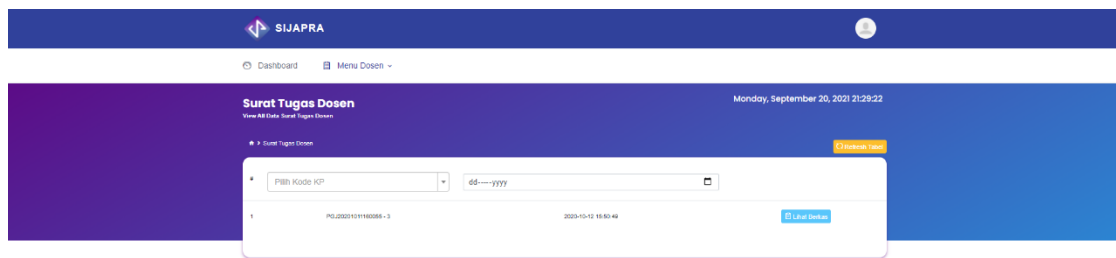 SIJAPRA
Dashboard Menu Dosen
Surat Tugas Dosen
Monday, September 20, 2021 21:29:22
View All Data Surat Tugas Dosen
Surat Tugas Dosen
Refresh Tabel
# Pilih Kode KP dd-----yyyy
1 2020-10-12 15:50:46 Lihat Berkas